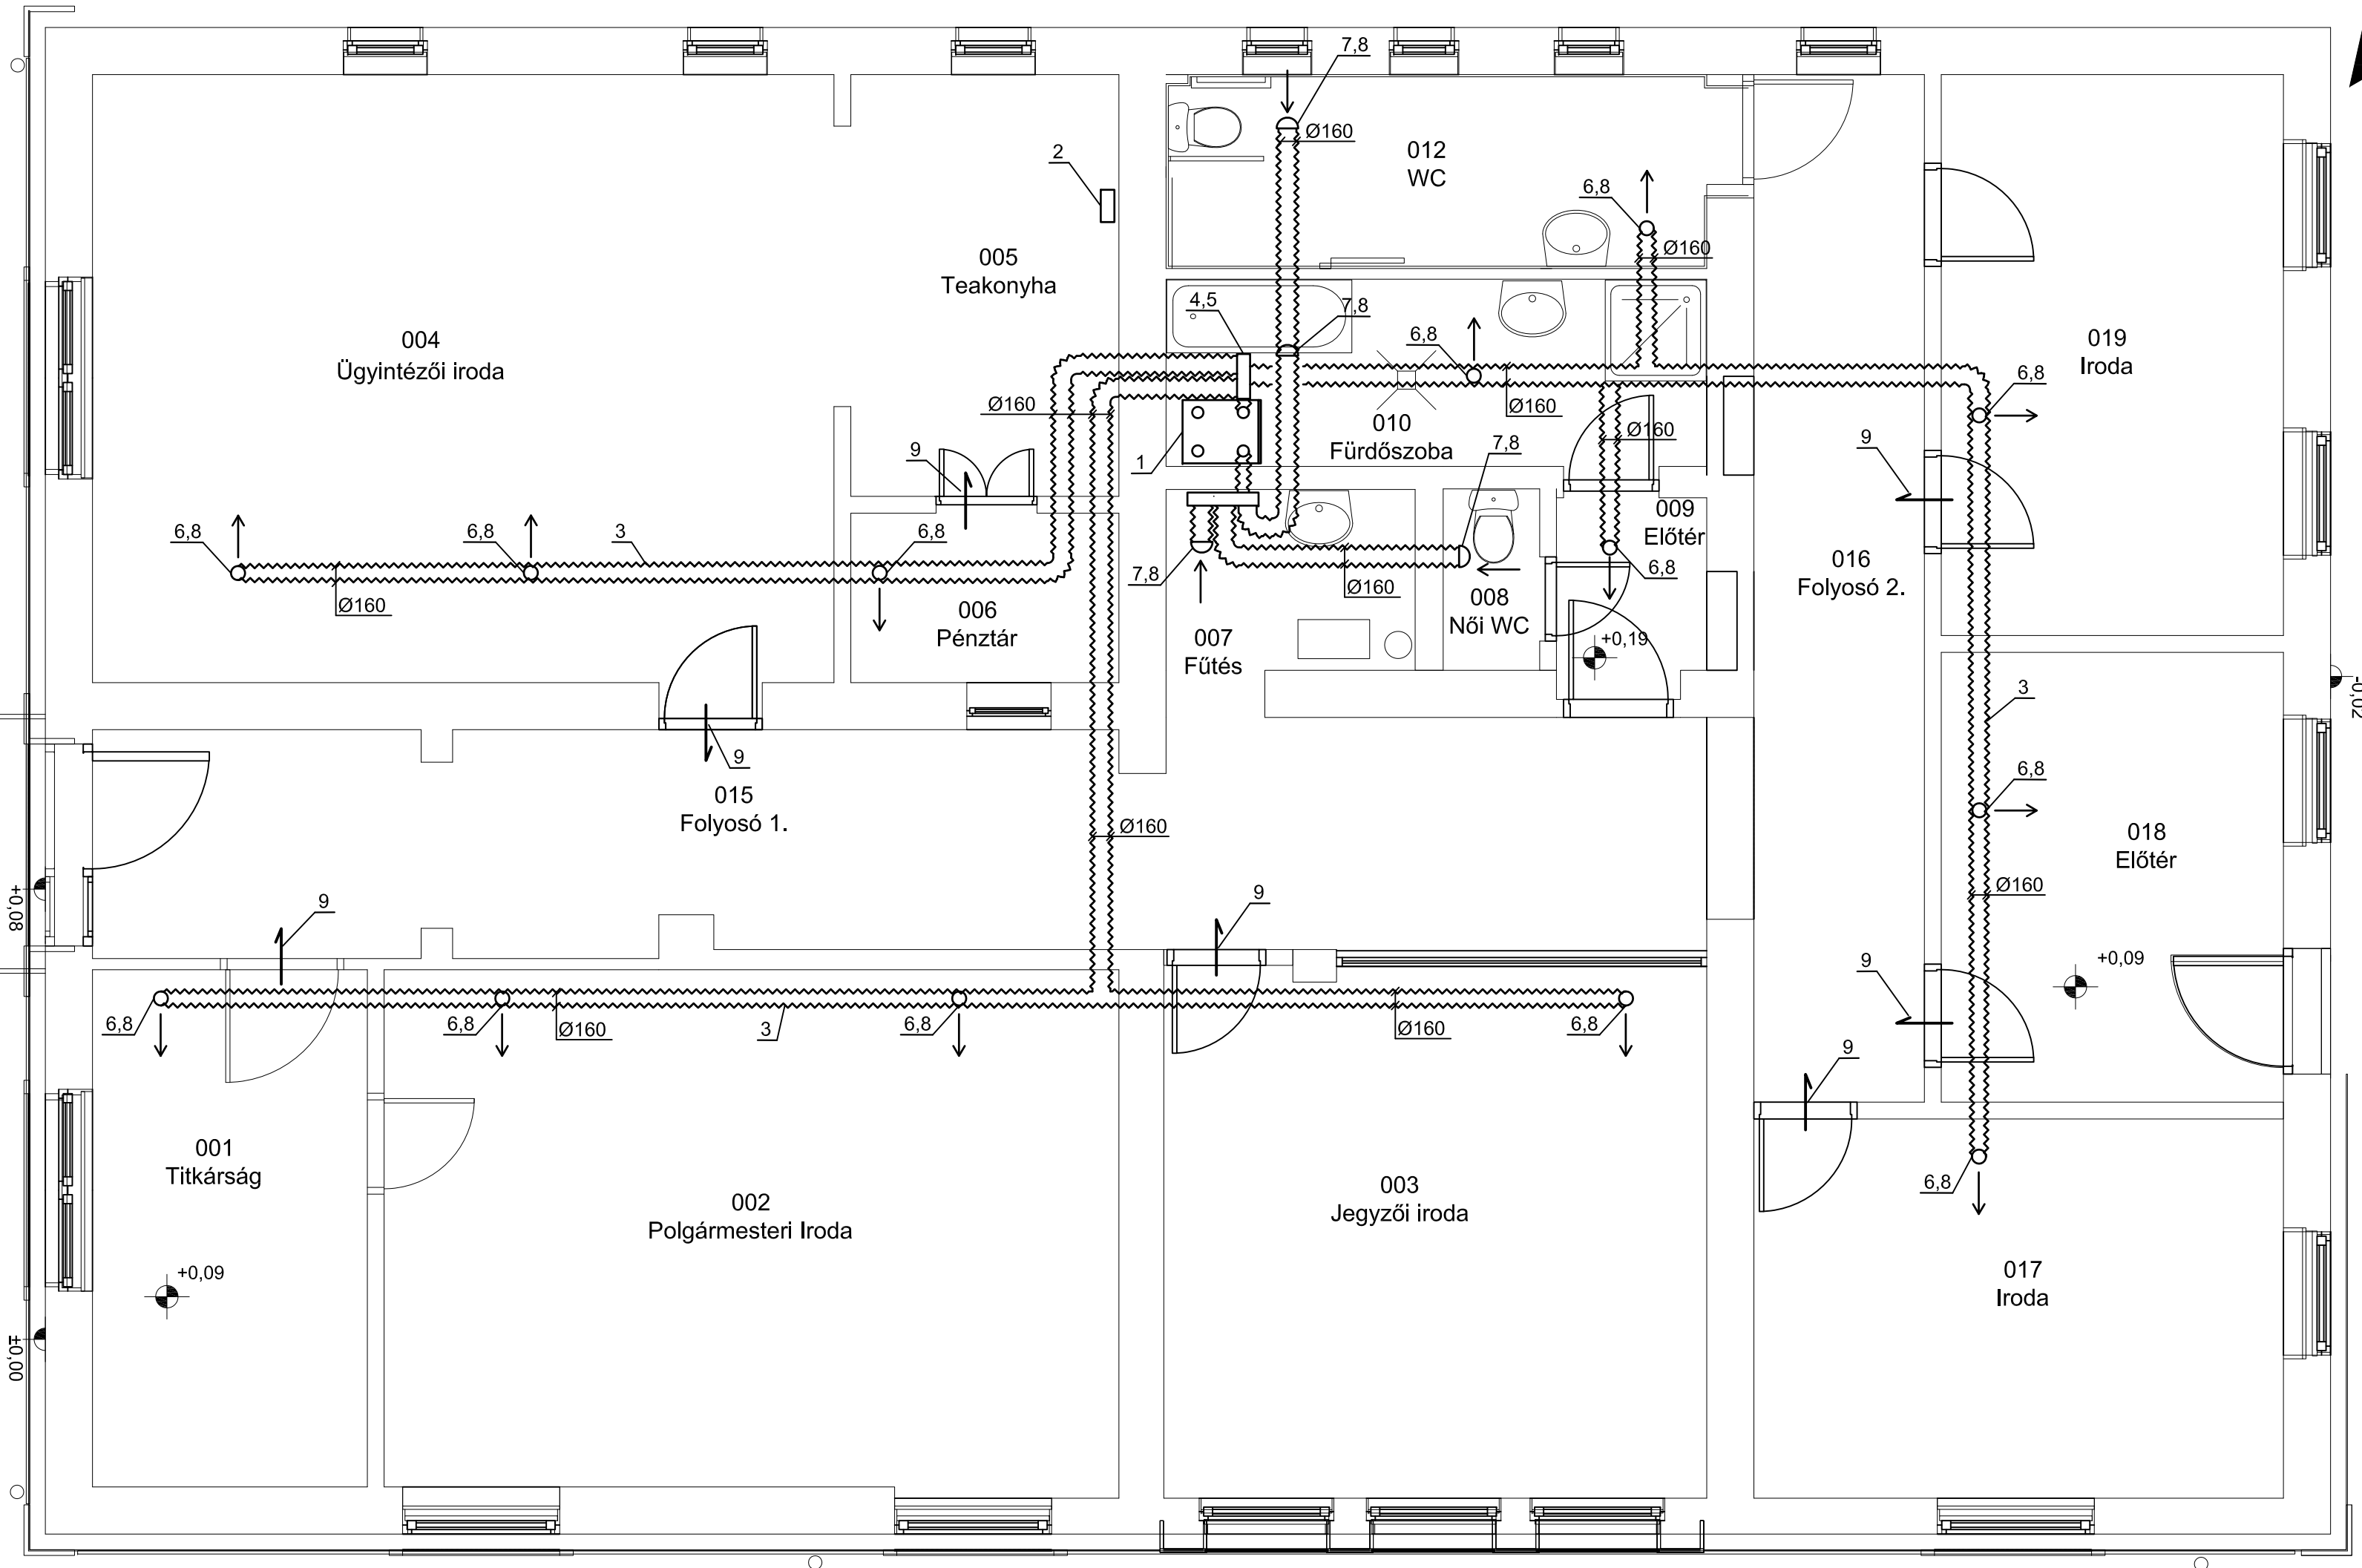 7,8
Ø160
012
WC
2
6,8
Ø160
005
Teakonyha
4,5
7,8
004
Ügyintézői iroda
6,8
019
Iroda
6,8
Ø160
Ø160
010
Fürdőszoba
Ø160
9
9
7,8
1
009
Előtér
6,8
6,8
3
6,8
016
Folyosó 2.
7,8
6,8
Ø160
Ø160
008
Női WC
006
Pénztár
007
Fűtés
+0,19
3
-0,02
9
6,8
015
Folyosó 1.
Ø160
018
Előtér
+0,08
9
9
Ø160
9
+0,09
6,8
6,8
Ø160
3
6,8
Ø160
6,8
9
001
Titkárság
002
Polgármesteri Iroda
003
Jegyzői iroda
6,8
+0,09
017
Iroda
±0,00